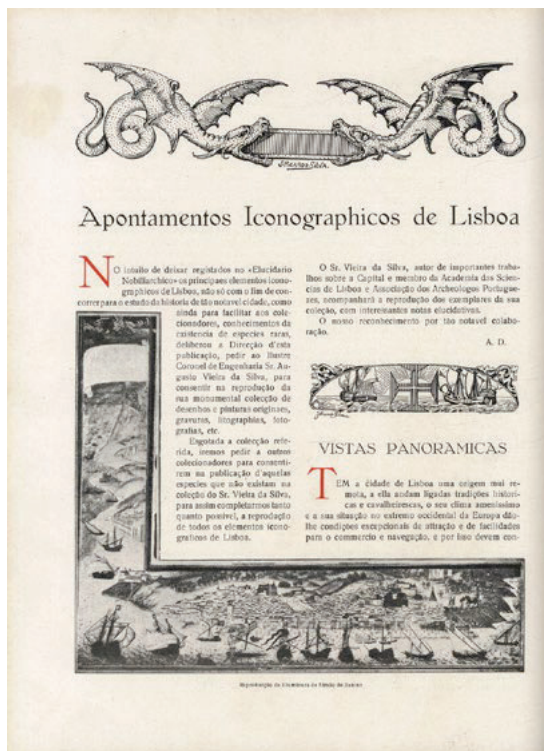 Apontamentos Iconographicos de Lisboa
NO intuito de deixar registados no «Elucidario
Nobiliarchico» os principaes elementos icono-
graphicos de Lisboa, não só com o fim de con-
correr para o estudo da historia de tão notavel cidade, como
ainda para facilitar aos cole-
cionadores, conhecimentos da
existencia de especies raras,
deliberou a Direcção d'esta
publicação, pedir ao Ilustre
Coronel de Engenharia Sr. Au-
gusto Vieira da Silva, para
consentir na reprodução da
sua monumental colecção de
desenhos e pinturas originaes,
gravuras, litographias, foto-
grafias, etc.
Esgotada a colecção refe-
rida, iremos pedir a outros
colecionadores para consenti-
rem na publicação d'aquelas
especies que não existam na
coleção do Sr. Vieira da Silva,
para assim completarmos tanto
quanto possivel, a reprodução
de todos os elementos icono-
graficos de Lisboa.
O Sr. Vieira da Silva, autor de importantes traba-
lhos sobre a Capital e membro da Academia das Scien-
cias de Lisboa e Associação dos Archeologos Portugue-
zes, acompanhará a reprodução dos exemplares da sua
coleção, com interessantes notas elucidativas.
O nosso reconhecimento por tão notavel colabo-
ração.
A. D.
VISTAS PANORAMICAS
TEM a cidade de Lisboa uma origem mui re-
mota, a ella andam ligadas tradições histori-
cas e cavalheirescas, o seu clima amenissimo
e a sua situação no extremo occidental da Europa dão-
lhe condições excepcionais de attração e de facilidades
para o commercio e navegação, e por isso devem con-